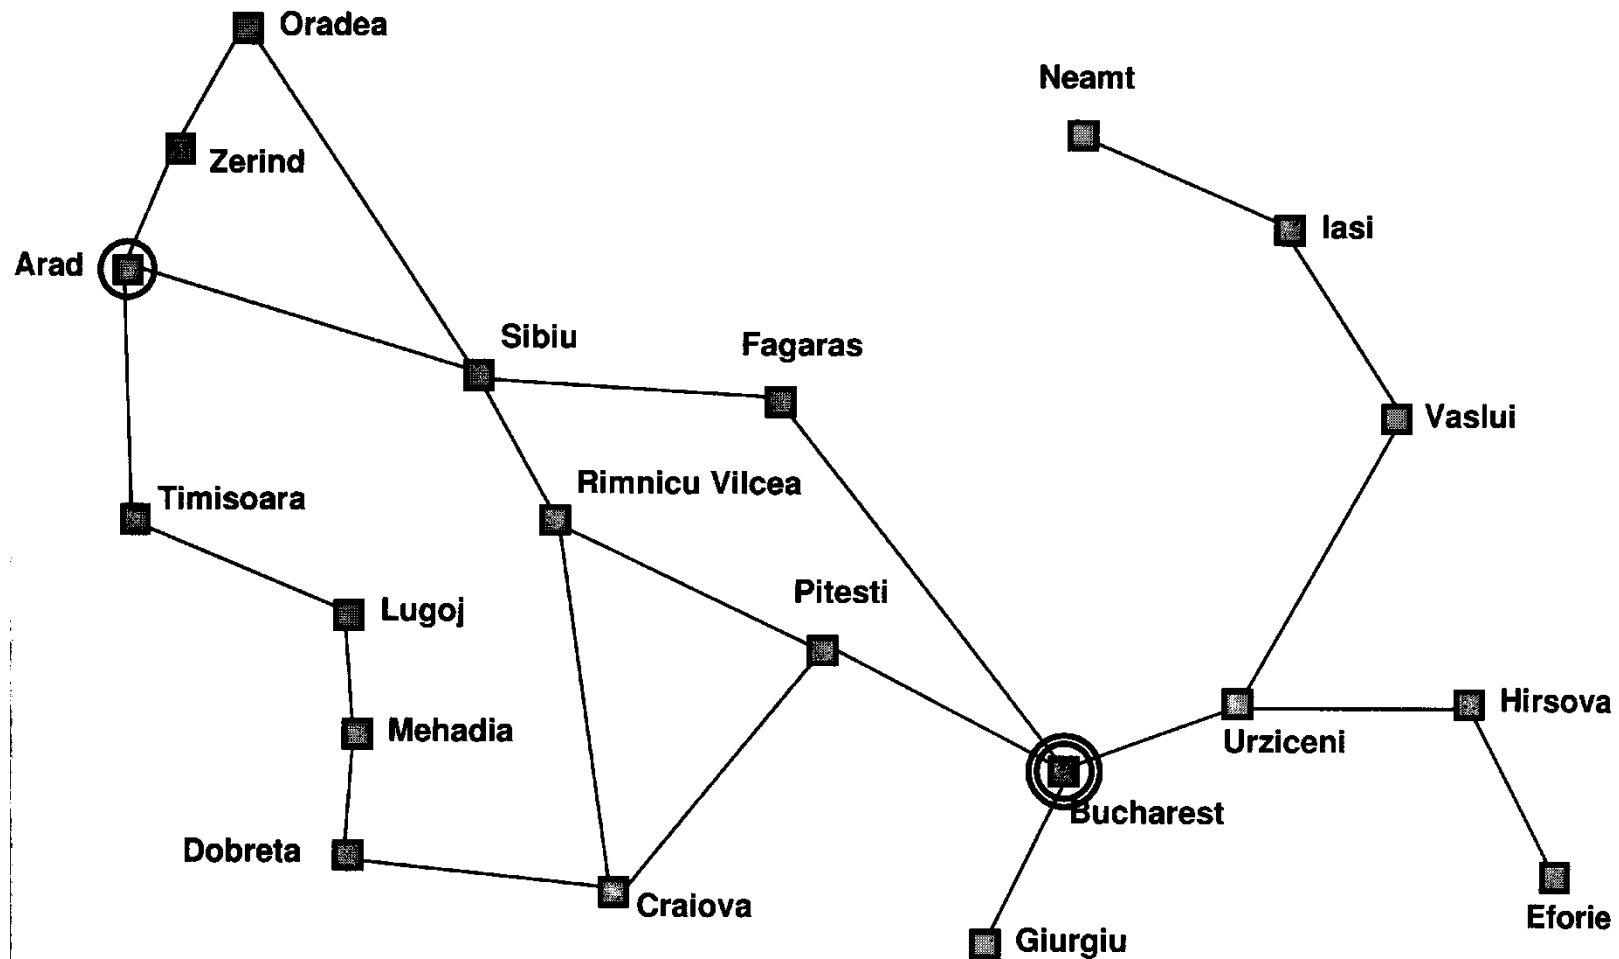 Oradea
Neamt
Zerind
Iasi
Arad
Sibiu
Fagaras
Vaslui
Timisoara
Rimnicu Vilcea
Pitesti
Lugoj
Hirsova
Mehadia
Urziceni
Bucharest
Dobreta
Craiova
Eforie
Giurgiu